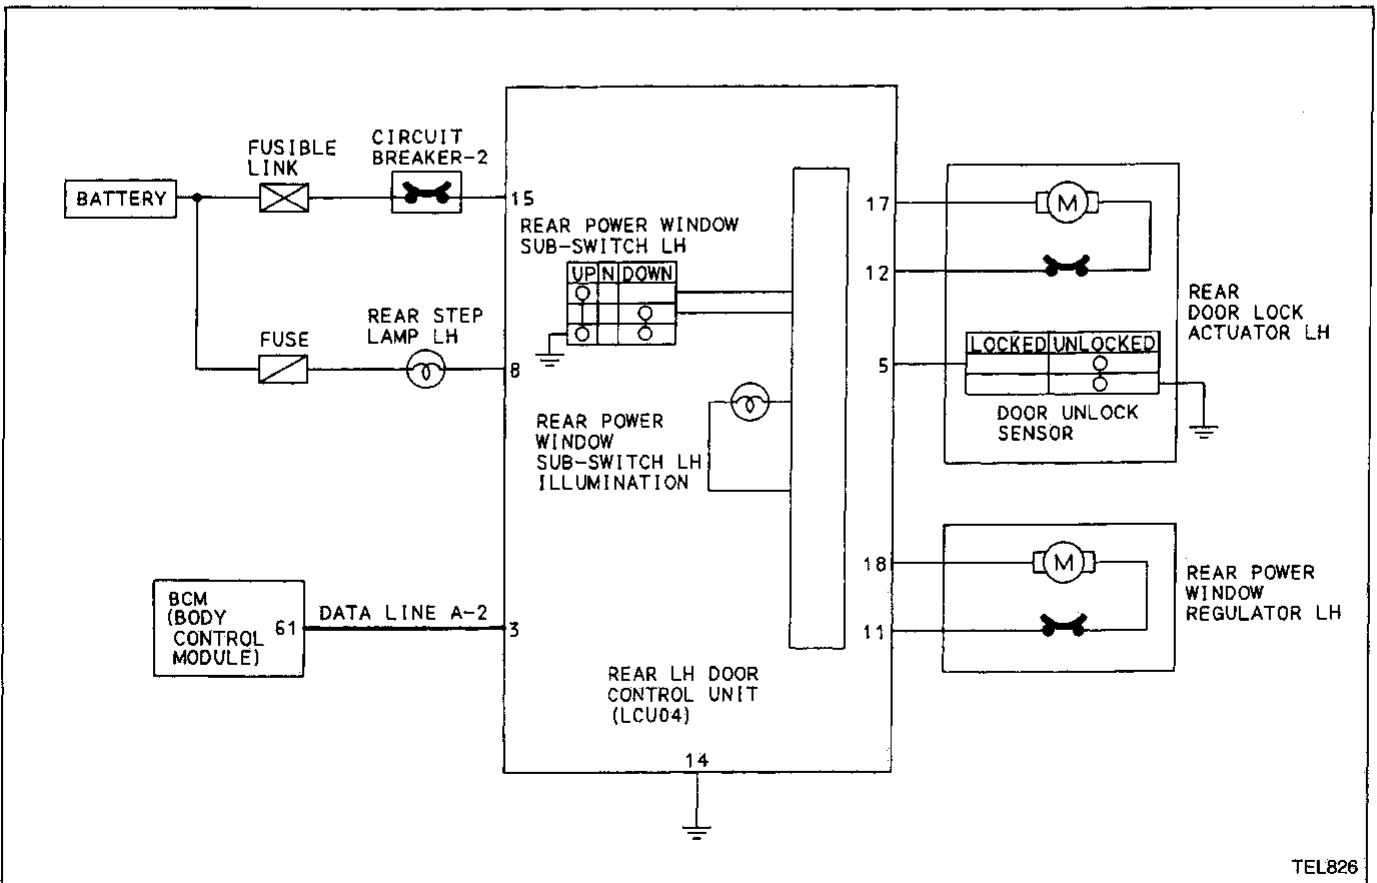 BATTERY
FUSIBLE
LINK
CIRCUIT
BREAKER-2
15
FUSE
REAR STEP
LAMP LH
8
BCM
(BODY
CONTROL
MODULE)
61
DATA LINE A-2
3
REAR POWER WINDOW
SUB-SWITCH LH
UP N DOWN
REAR POWER
WINDOW
SUB-SWITCH LH
ILLUMINATION
REAR LH DOOR
CONTROL UNIT
(LCU04)
14
17
12
5
18
11
M
LOCKED UNLOCKED
DOOR UNLOCK
SENSOR
REAR
DOOR LOCK
ACTUATOR LH
M
REAR POWER
WINDOW
REGULATOR LH
TEL826